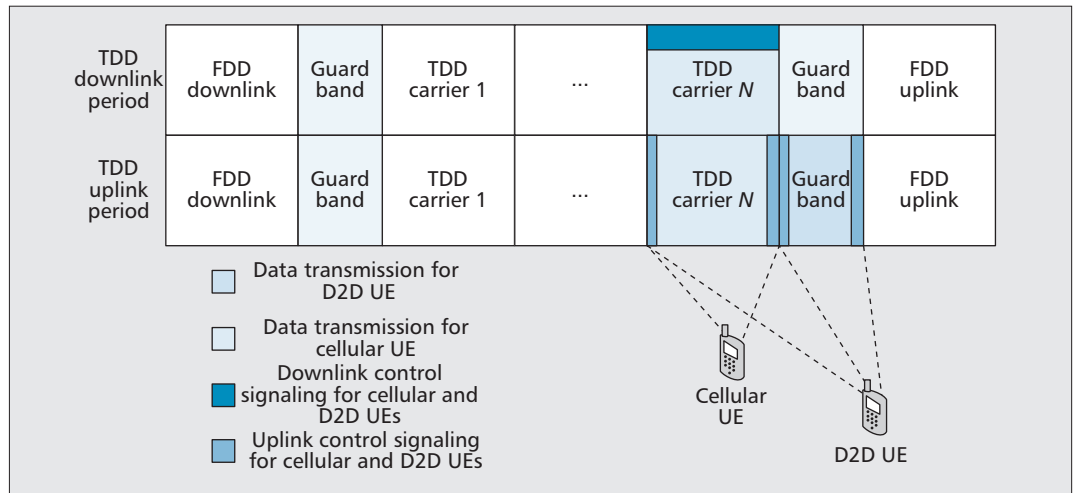 TDD
downlink
period)
FDD
downlink
Guard
band
TDD
carrier 1
...
TDD
carrier N
Guard
band
FDD
uplink
TDD
uplink
period)
FDD
downlink
Guard
band
TDD
carrier 1
...
TDD
carrier N
Guard
band
FDD
uplink
Data transmission for
D2D UE
Data transmission for
cellular UE
Downlink control
signaling for cellular and
D2D UEs
Uplink control signaling
for cellular and D2D UEs
Cellular
UE
D2D UE